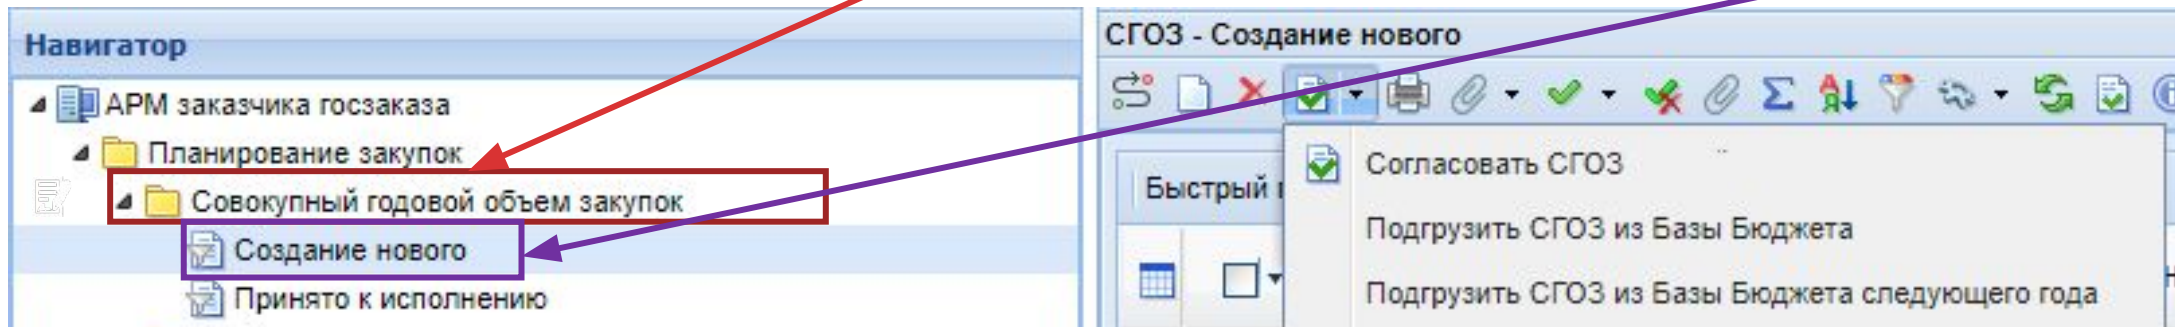 Навигатор
АРМ заказчика госзаказа
Планирование закупок
Совокупный годовой объем закупок
Создание нового
Принято к исполнению
СГОЗ - Создание нового
Быстрый
Согласовать СГОЗ
Подгрузить СГОЗ из Базы Бюджета
Подгрузить СГОЗ из Базы Бюджета следующего года